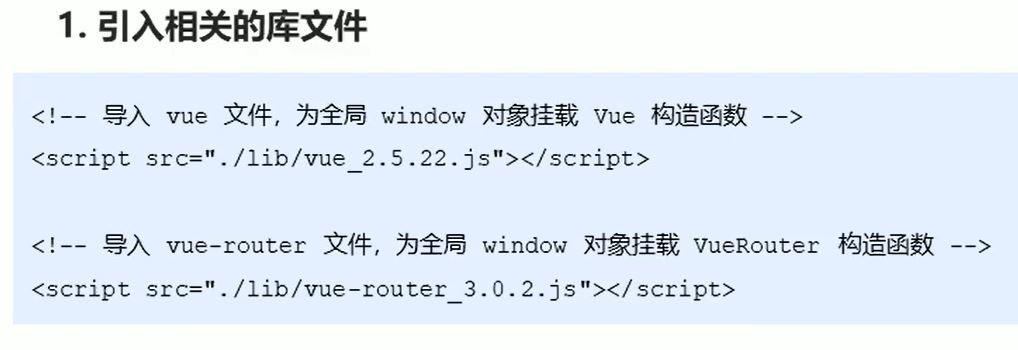 1. 引入相关的库文件
<!-- 导入 vue 文件，为全局 window 对象挂载 Vue 构造函数 -->
<script src="./lib/vue_2.5.22.js"></script>
<!-- 导入 vue-router 文件，为全局 window 对象挂载 VueRouter 构造函数 -->
<script src="./lib/vue-router_3.0.2.js"></script>